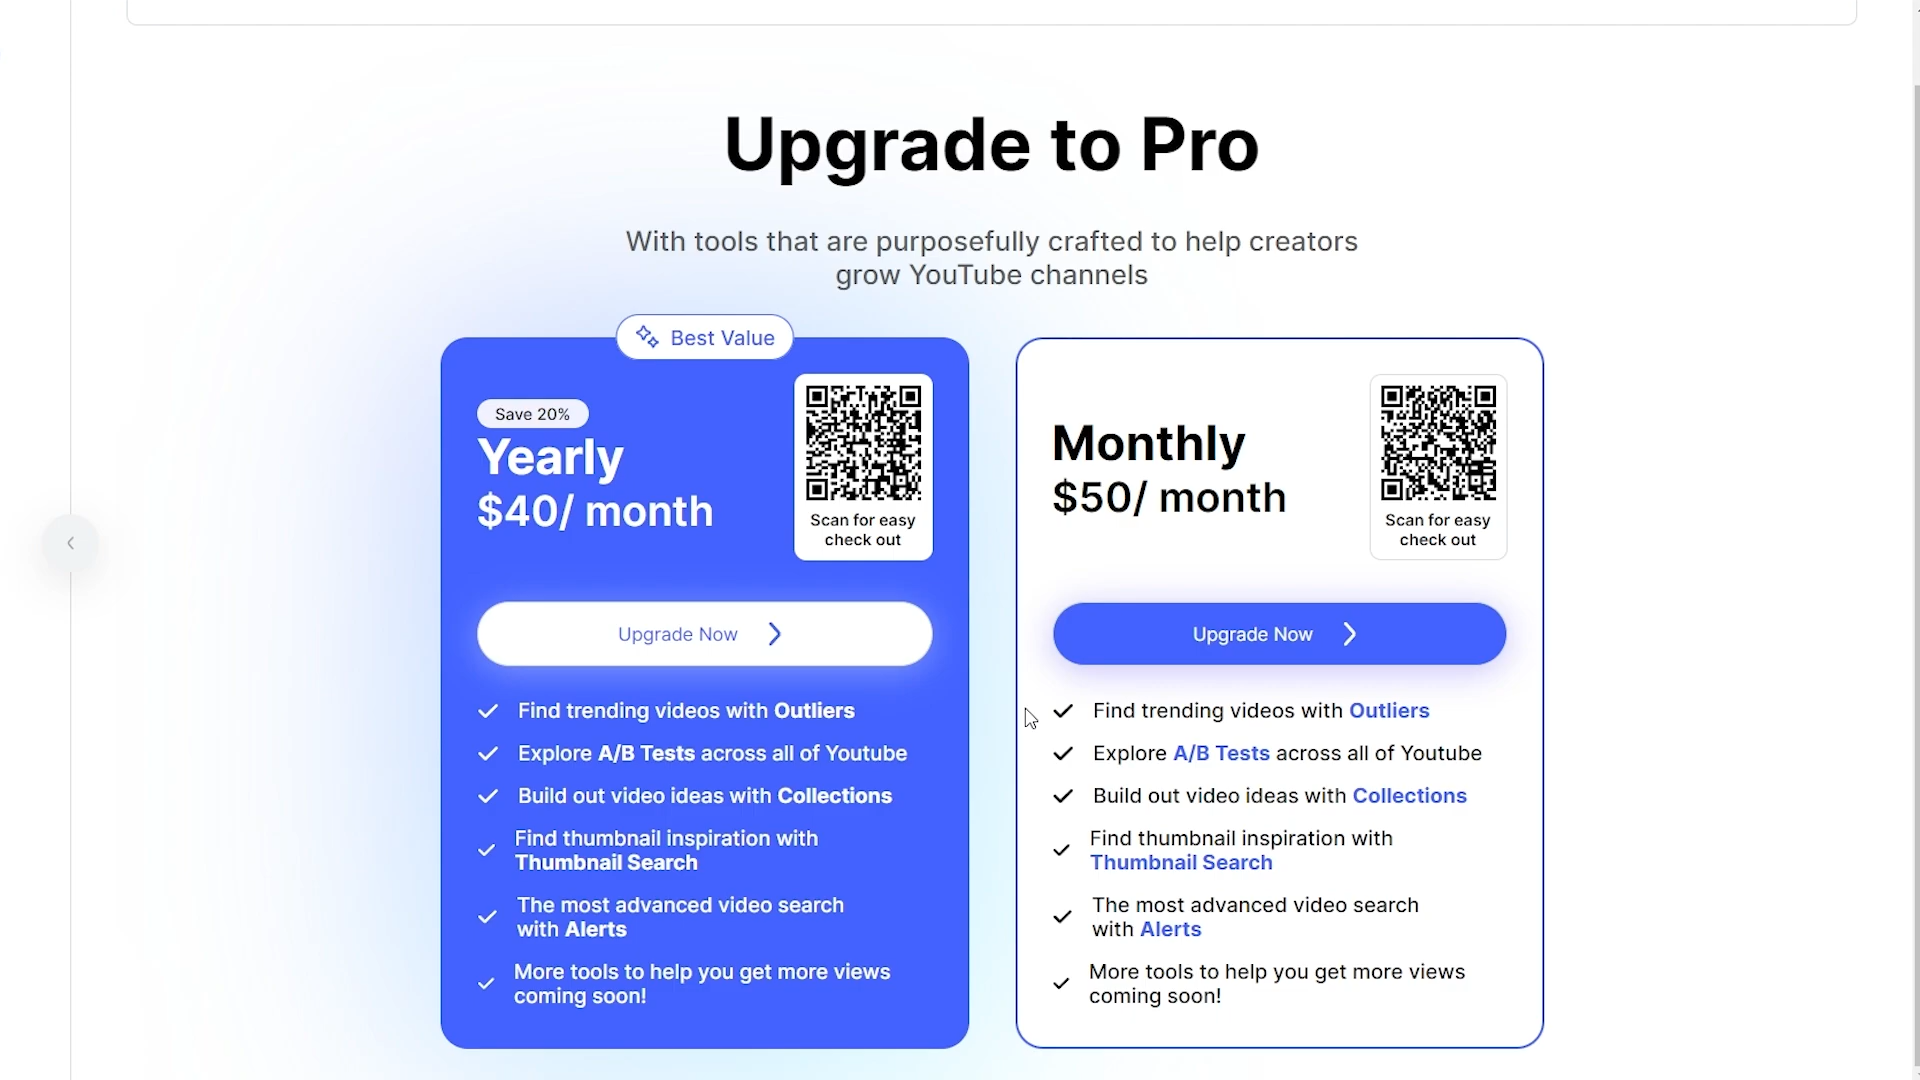 Upgrade to Pro
With tools that are purposefully crafted to help creators
grow YouTube channels
Best Value
Save 20%
Yearly
$40/ month
Scan for easy
check out
Upgrade Now
Find trending videos with Outliers
Explore A/B Tests across all of Youtube
Build out video ideas with Collections
Find thumbnail inspiration with
Thumbnail Search
The most advanced video search
with Alerts
More tools to help you get more views
coming soon!
Monthly
$50/ month
Scan for easy
check out
Upgrade Now
Find trending videos with Outliers
Explore A/B Tests across all of Youtube
Build out video ideas with Collections
Find thumbnail inspiration with
Thumbnail Search
The most advanced video search
with Alerts
More tools to help you get more views
coming soon!